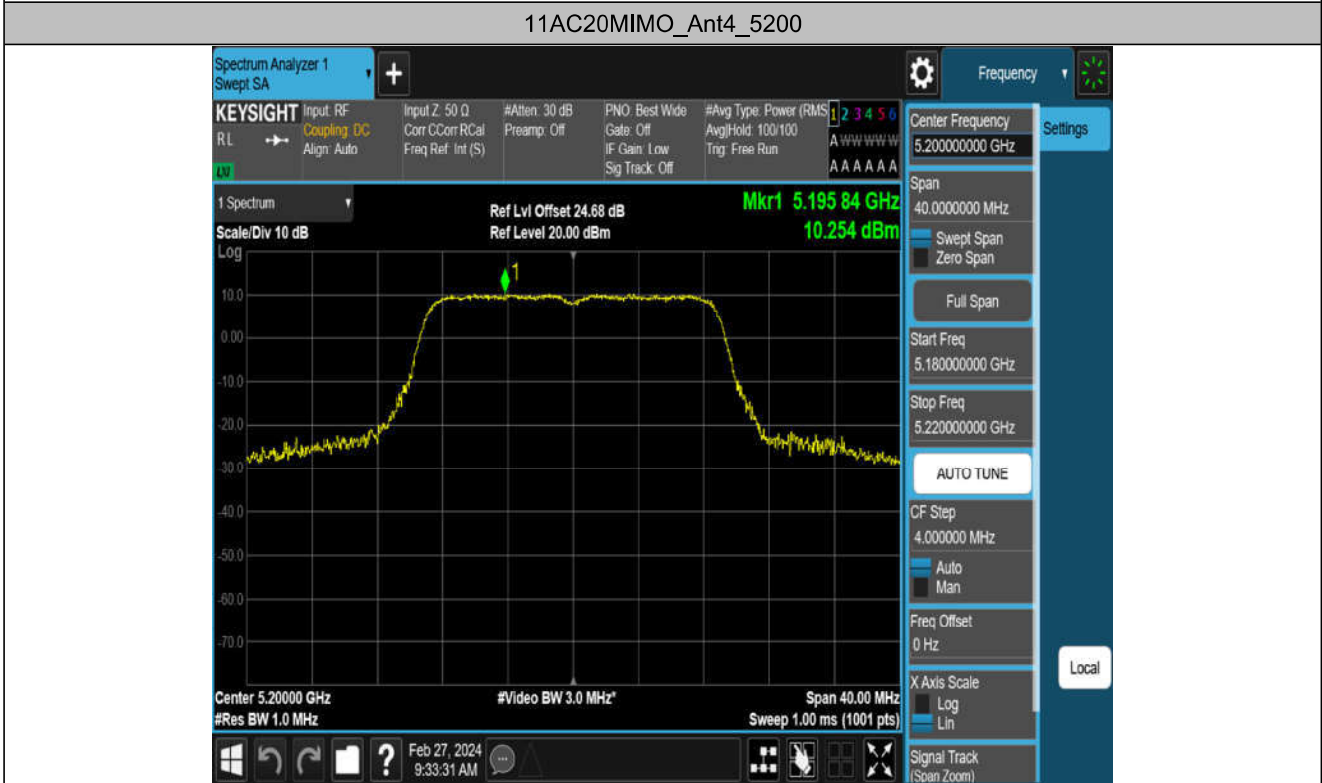 11AC20MIMO_Ant4_5200
Spectrum Analyzer 1
Swept SA
+
Frequency
KEYSIGHT
RL
LXI
Input: RF
Coupling: DC
Align: Auto
Input Z: 50 Ω
Corr CCorr RCal
Freq Ref: Int (S)
#Atten: 30 dB
Preamp: Off
PNO: Best Wide
Gate: Off
IF Gain: Low
Sig Track: Off
#Avg Type: Power (RMS
Avg|Hold: 100/100
Trig: Free Run
1 2 3 4 5 6
A W W W W W
A A A A A A
1 Spectrum
Scale/Div 10 dB
Log
Ref Lvl Offset 24.68 dB
Ref Level 20.00 dBm
Mkr1 5.195 84 GHz
10.254 dBm
1
10.0
0.00
-10.0
-20.0
-30.0
-40.0
-50.0
-60.0
-70.0
Center 5.20000 GHz
#Res BW 1.0 MHz
#Video BW 3.0 MHz*
Span 40.00 MHz
Sweep 1.00 ms (1001 pts)
?
Feb 27, 2024
9:33:31 AM
Center Frequency
5.200000000 GHz
Settings
Span
40.0000000 MHz
Swept Span
Zero Span
Full Span
Start Freq
5.180000000 GHz
Stop Freq
5.220000000 GHz
AUTO TUNE
CF Step
4.000000 MHz
Auto
Man
Freq Offset
0 Hz
X Axis Scale
Log
Lin
Local
Signal Track
(Span Zoom)